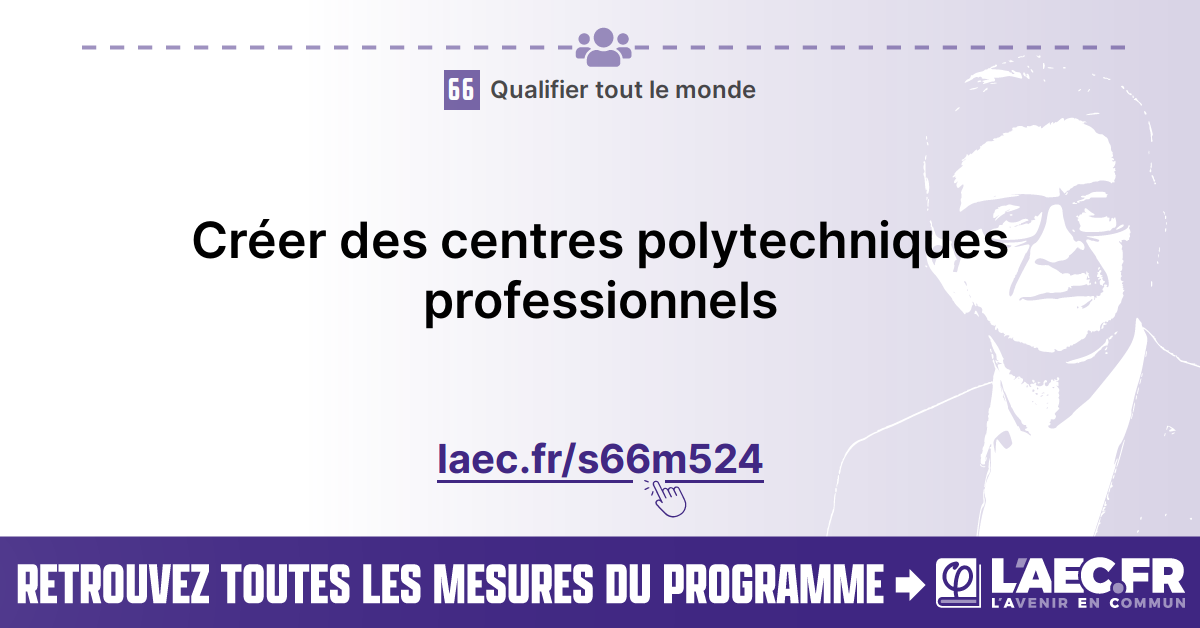 66 Qualifier tout le monde
Créer des centres polytechniques
professionnels
laec.fr/s66m524
RETROUVEZ TOUTES LES MESURES DU PROGRAMME
φ L'AEC.FR
L'AVENIR EN COMMUN